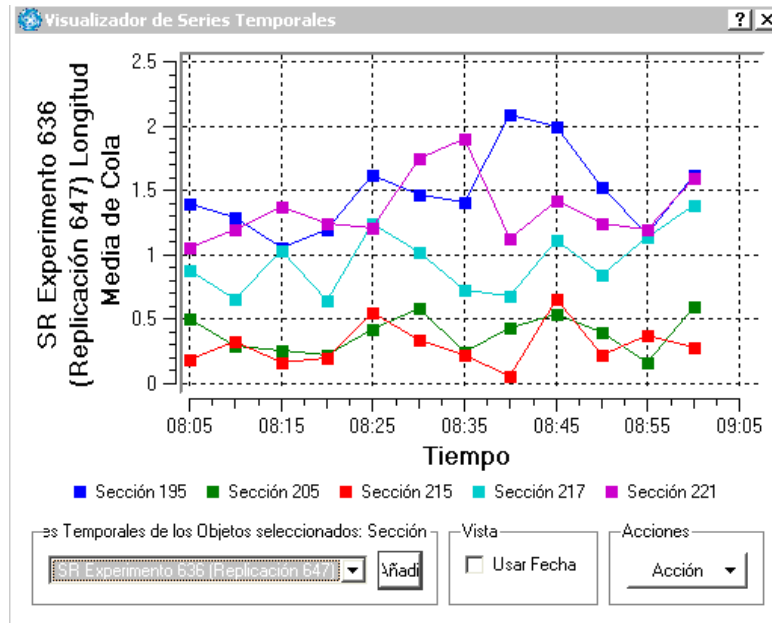 Visualizador de Series Temporales
SR Experimento 636
(Replicación 647) Longitud
Media de Cola
2.5
2
1.5
1
0.5
0
08:05 08:15 08:25 08:35 08:45 08:55 09:05
Tiempo
Sección 195 Sección 205 Sección 215 Sección 217 Sección 221
es Temporales de los Objetos seleccionados: Sección
SR Experimento 636 (Replicación 647)
Añadi
Vista
Usar Fecha
Acciones
Acción